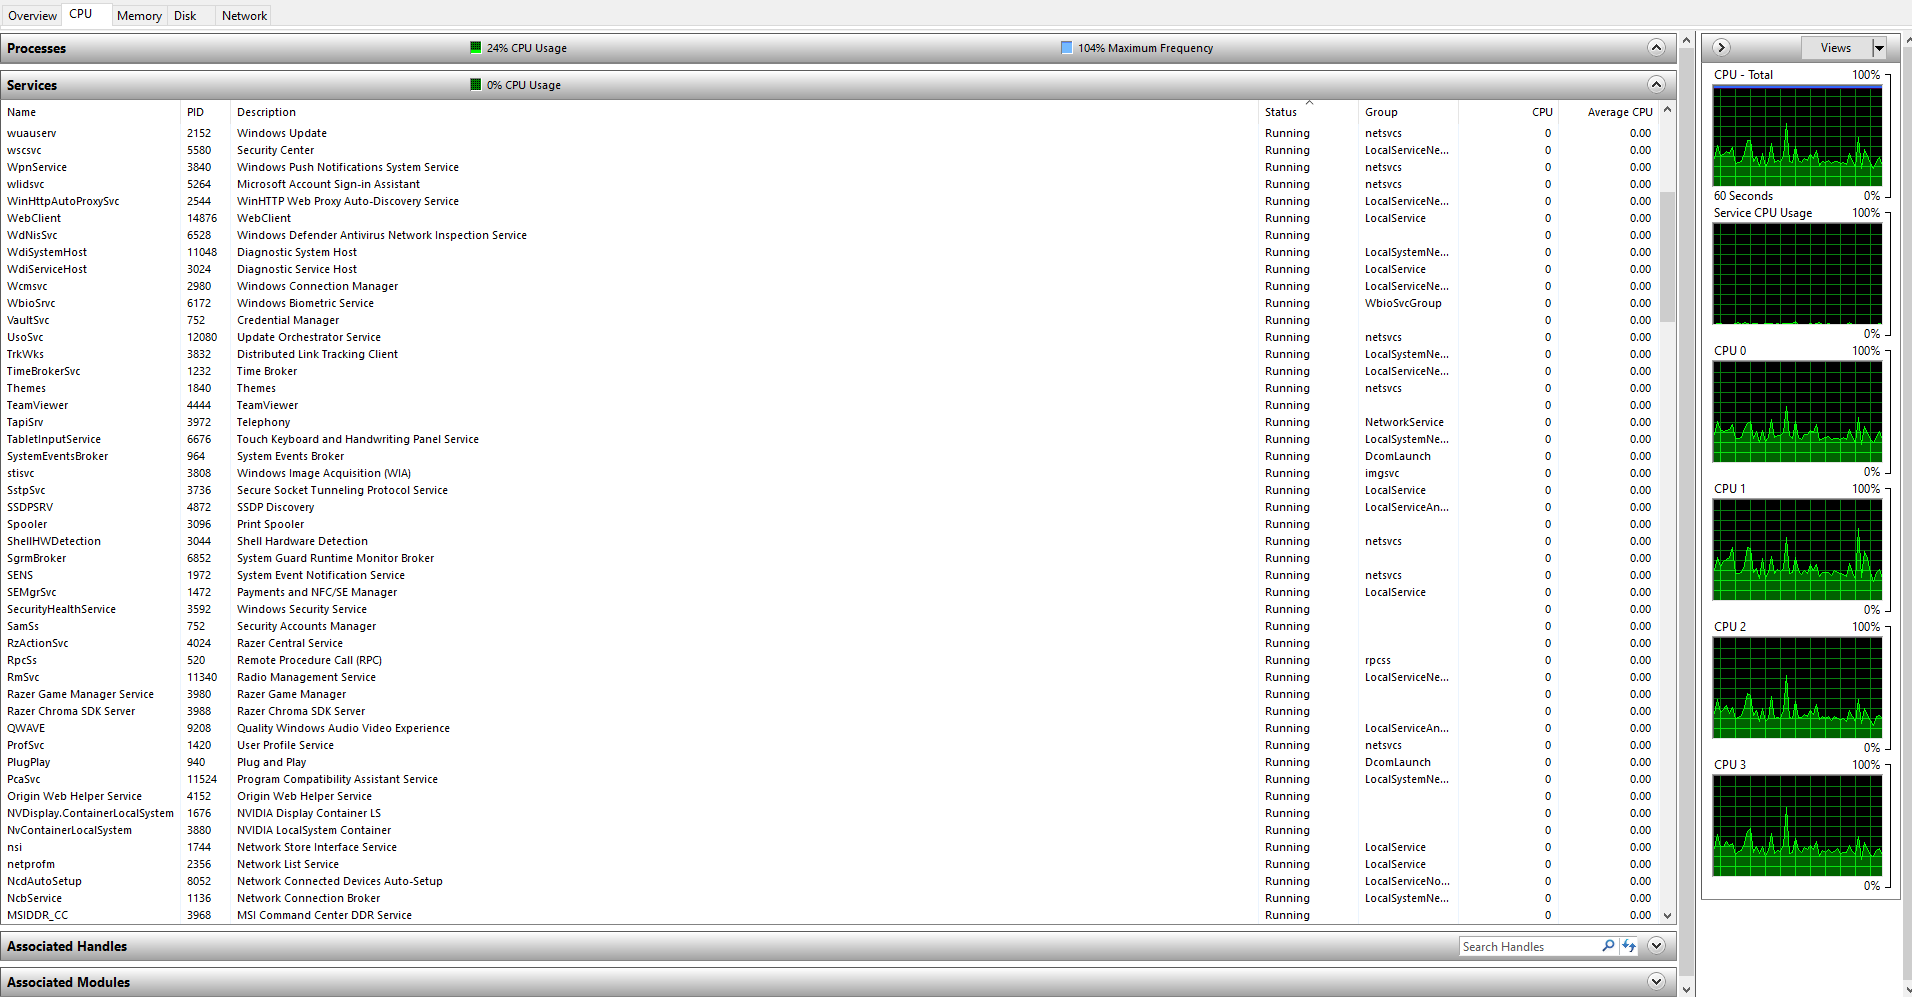 Overview CPU Memory Disk Network
Processes 24% CPU Usage 104% Maximum Frequency
Services 0% CPU Usage
Name PID Description Status Group CPU Average CPU
wuauserv 2152 Windows Update Running netsvcs 0 0.00
wscsvc 5580 Security Center Running LocalServiceNe... 0 0.00
WpnService 3840 Windows Push Notifications System Service Running netsvcs 0 0.00
wlidsvc 5264 Microsoft Account Sign-in Assistant Running netsvcs 0 0.00
WinHttpAutoProxySvc 2544 WinHTTP Web Proxy Auto-Discovery Service Running LocalServiceNe... 0 0.00
WebClient 14876 WebClient Running LocalService 0 0.00
WdNisSvc 6528 Windows Defender Antivirus Network Inspection Service Running 0 0.00
WdiSystemHost 11048 Diagnostic System Host Running LocalSystemNe... 0 0.00
WdiServiceHost 3024 Diagnostic Service Host Running LocalService 0 0.00
Wcmsvc 2980 Windows Connection Manager Running LocalServiceNe... 0 0.00
WbioSrvc 6172 Windows Biometric Service Running WbioSvcGroup 0 0.00
VaultSvc 752 Credential Manager Running 0 0.00
UsoSvc 12080 Update Orchestrator Service Running netsvcs 0 0.00
TrkWks 3832 Distributed Link Tracking Client Running LocalSystemNe... 0 0.00
TimeBrokerSvc 1232 Time Broker Running LocalServiceNe... 0 0.00
Themes 1840 Themes Running netsvcs 0 0.00
TeamViewer 4444 TeamViewer Running 0 0.00
TapiSrv 3972 Telephony Running NetworkService 0 0.00
TabletInputService 6676 Touch Keyboard and Handwriting Panel Service Running LocalSystemNe... 0 0.00
SystemEventsBroker 964 System Events Broker Running DcomLaunch 0 0.00
stisvc 3808 Windows Image Acquisition (WIA) Running imgsvc 0 0.00
SstpSvc 3736 Secure Socket Tunneling Protocol Service Running LocalService 0 0.00
SSDPSRV 4872 SSDP Discovery Running LocalServiceAn... 0 0.00
Spooler 3096 Print Spooler Running 0 0.00
ShellHWDetection 3044 Shell Hardware Detection Running netsvcs 0 0.00
SgrmBroker 6852 System Guard Runtime Monitor Broker Running 0 0.00
SENS 1972 System Event Notification Service Running netsvcs 0 0.00
SEMgrSvc 1472 Payments and NFC/SE Manager Running LocalService 0 0.00
SecurityHealthService 3592 Windows Security Service Running 0 0.00
SamSs 752 Security Accounts Manager Running 0 0.00
RzActionSvc 4024 Razer Central Service Running 0 0.00
RpcSs 520 Remote Procedure Call (RPC) Running rpcss 0 0.00
RmSvc 11340 Radio Management Service Running LocalServiceNe... 0 0.00
Razer Game Manager Service 3980 Razer Game Manager Running 0 0.00
Razer Chroma SDK Server 3988 Razer Chroma SDK Server Running 0 0.00
QWAVE 9208 Quality Windows Audio Video Experience Running LocalServiceAn... 0 0.00
ProfSvc 1420 User Profile Service Running netsvcs 0 0.00
PlugPlay 940 Plug and Play Running DcomLaunch 0 0.00
PcaSvc 11524 Program Compatibility Assistant Service Running LocalSystemNe... 0 0.00
Origin Web Helper Service 4152 Origin Web Helper Service Running 0 0.00
NVDisplay.ContainerLocalSystem 1676 NVIDIA Display Container LS Running 0 0.00
NvContainerLocalSystem 3880 NVIDIA LocalSystem Container Running 0 0.00
nsi 1744 Network Store Interface Service Running LocalService 0 0.00
netprofm 2356 Network List Service Running LocalService 0 0.00
NcdAutoSetup 8052 Network Connected Devices Auto-Setup Running LocalServiceNo... 0 0.00
NcbService 1136 Network Connection Broker Running LocalSystemNe... 0 0.00
MSIDDR_CC 3968 MSI Command Center DDR Service Running 0 0.00
Associated Handles Search Handles
Associated Modules
Views
CPU - Total 100%
60 Seconds 0%
Service CPU Usage 100%
0%
CPU 0 100%
0%
CPU 1 100%
0%
CPU 2 100%
0%
CPU 3 100%
0%